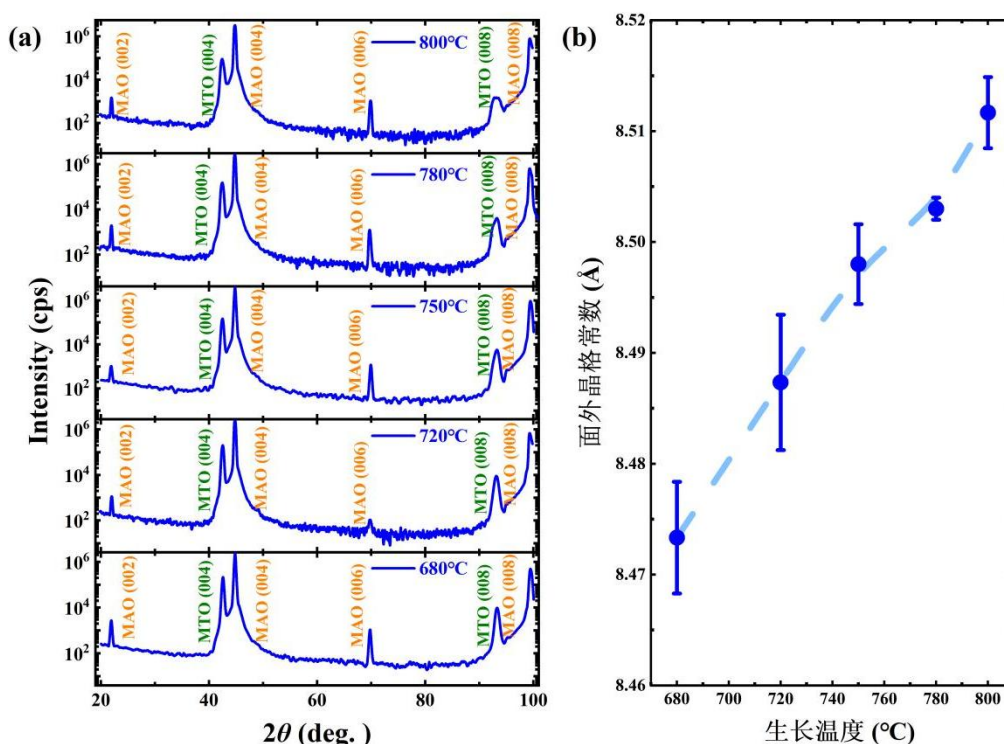 (a)
Intensity (cps)
10⁶
10⁴
10²
MAO (002)
MTO (004)
MAO (004)
MAO (006)
MTO (008)
MAO (008)
800°C
10⁶
10⁴
10²
MAO (002)
MTO (004)
MAO (004)
MAO (006)
MTO (008)
MAO (008)
780°C
10⁶
10⁴
10²
MAO (002)
MTO (004)
MAO (004)
MAO (006)
MTO (008)
MAO (008)
750°C
10⁶
10⁴
10²
MAO (002)
MTO (004)
MAO (004)
MAO (006)
MTO (008)
MAO (008)
720°C
10⁶
10⁴
10²
MAO (002)
MTO (004)
MAO (004)
MAO (006)
MTO (008)
MAO (008)
680°C
20 40 60 80 100
2θ (deg. )
(b)
面外晶格常数 (Å)
8.52
8.51
8.50
8.49
8.48
8.47
8.46
680 700 720 740 760 780 800
生长温度 (°C)